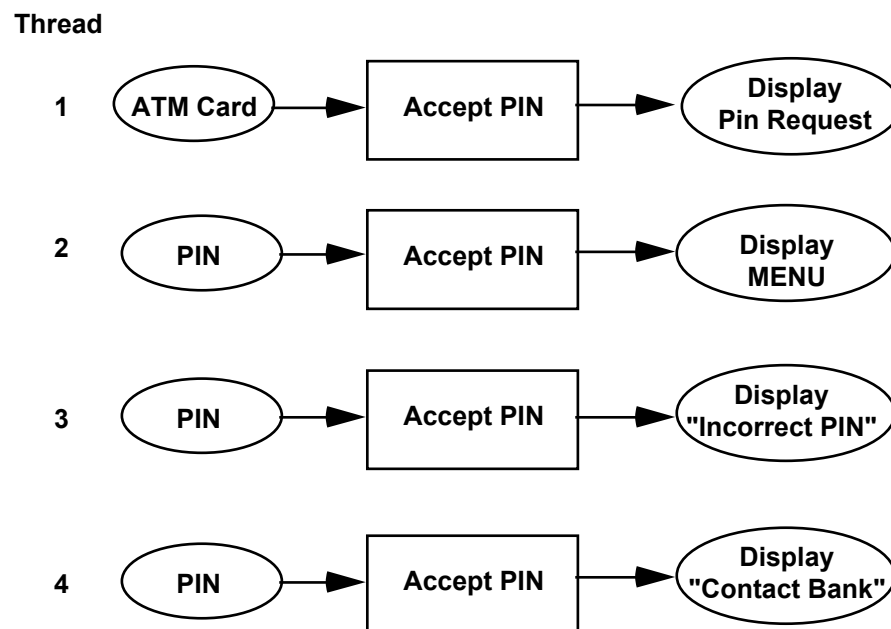 Thread
1
ATM Card
Accept PIN
Display
Pin Request
2
PIN
Accept PIN
Display
MENU
3
PIN
Accept PIN
Display
"Incorrect PIN"
4
PIN
Accept PIN
Display
"Contact Bank"